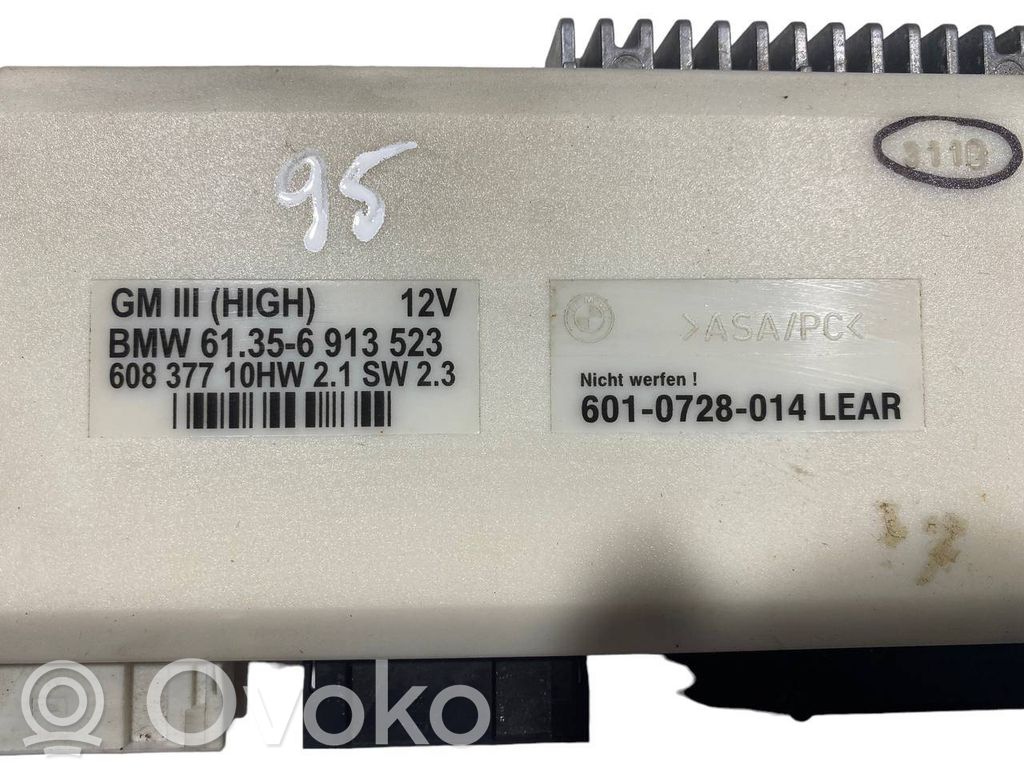 95
GM III (HIGH) 12V
BMW 61.35-6 913 523
608 377 10HW 2.1 SW 2.3
BMW
>ASA/PC<
Nicht werfen !
601-0728-014 LEAR
Ovoko